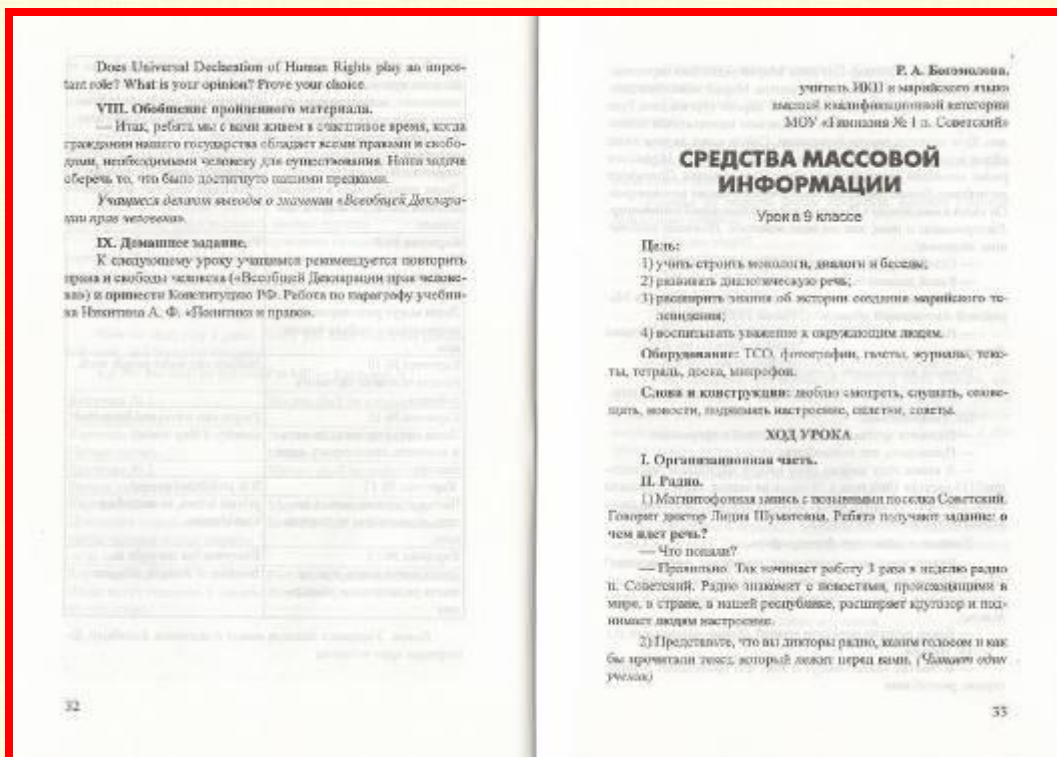 Does Universal Declaration of Human Rights play an impor-
tant role? What is your opinion? Prove your choice.
VIII. Обобщение пройденного материала.
— Итак, ребята мы с вами живем в счастливое время, когда
гражданин нашего государства обладает всеми правами и свобо-
дами, необходимыми человеку для существования. Наша задача
сберечь то, что было достигнуто нашими предками.
Учащиеся делают выводы о значении «Всеобщей Деклара-
ции прав человека».
IX. Домашнее задание.
К следующему уроку учащимся рекомендуется повторить
права и свободы человека («Всеобщей Декларации прав челове-
ка») и принести Конституцию РФ. Работа по параграфу учебни-
ка Никитина А. Ф. «Политика и право».
32
Р. А. Богомолова,
учитель ИКН и марийского языка
высшей квалификационной категории
МОУ «Гимназия № 1 п. Советский»
СРЕДСТВА МАССОВОЙ
ИНФОРМАЦИИ
Урок в 9 классе
Цель:
1) учить строить монологи, диалоги и беседы;
2) развивать диалогическую речь;
3) расширить знания об истории создания марийского те-
левидения;
4) воспитывать уважение к окружающим людям.
Оборудование: ТСО, фотографии, газеты, журналы, текс-
ты, тетрадь, доска, микрофон.
Слова и конструкции: люблю смотреть, слушать, опове-
щать, новости, поднимать настроение, сплетни, советы.
ХОД УРОКА
I. Организационная часть.
II. Радио.
1) Магнитофонная запись с позывными поселка Советский.
Говорит диктор Лидия Шуматовна. Ребята получают задание: о
чем идет речь?
— Что поняли?
— Правильно. Так начинает работу 3 раза в неделю радио
п. Советский. Радио знакомит с новостями, происходящими в
мире, в стране, в нашей республике, расширяет кругозор и под-
нимает людям настроение.
2) Представьте, что вы дикторы радио, каким голосом и как
бы прочитали текст, который лежит перед вами. (Читает один
ученик)
33